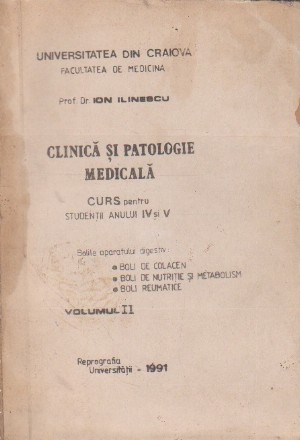 UNIVERSITATEA DIN CRAIOVA
FACULTATEA DE MEDICINA
Prof. Dr. ION ILINESCU
CLINICĂ ȘI PATOLOGIE
MEDICALĂ
CURS pentru
STUDENȚII ANULUI IV și V
Bolile aparatului digestiv
BOLI DE COLAGEN
BOLI DE NUTRIȚIE ȘI METABOLISM
BOLI REUMATICE
VOLUMUL II
Reprografia
Universității - 1991